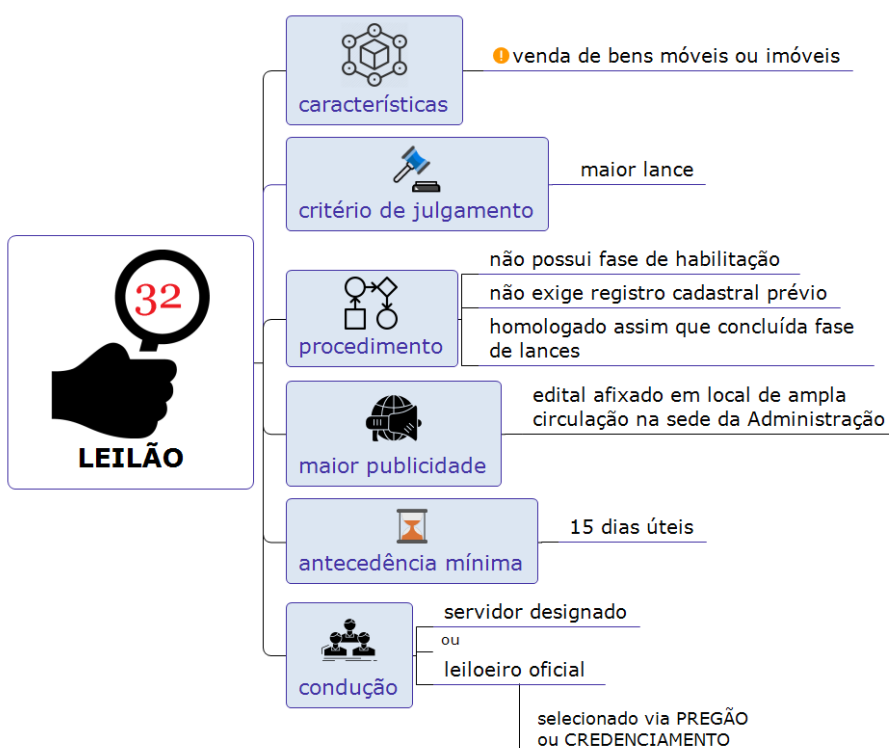 características
venda de bens móveis ou imóveis
critério de julgamento
maior lance
32
LEILÃO
procedimento
não possui fase de habilitação
não exige registro cadastral prévio
homologado assim que concluída fase
de lances
maior publicidade
edital afixado em local de ampla
circulação na sede da Administração
antecedência mínima
15 dias úteis
condução
servidor designado
ou
leiloeiro oficial
selecionado via PREGÃO
ou CREDENCIAMENTO